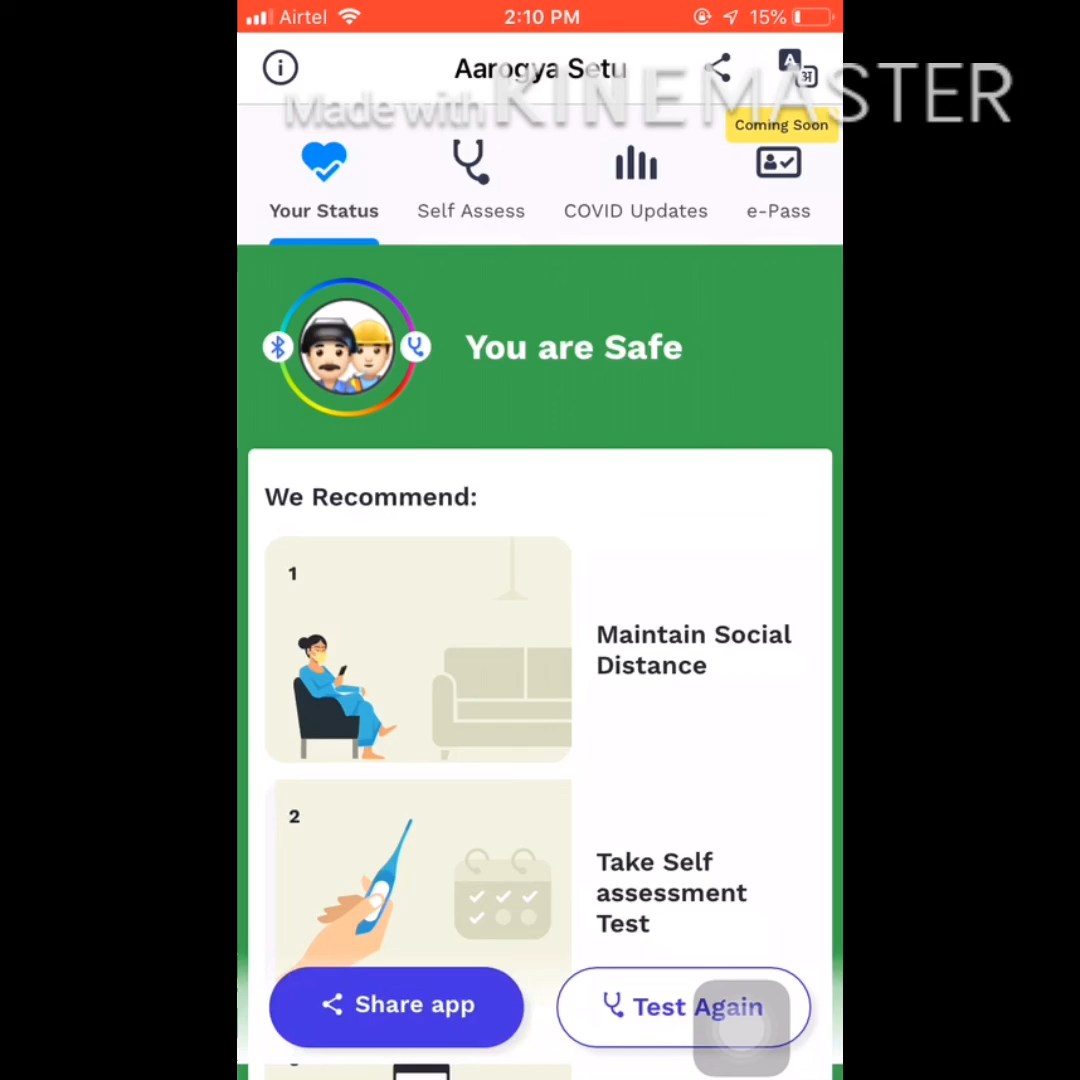 Airtel 2:10 PM 15%
Aarogya Setu
A अ
Made with KINEMASTER
Coming Soon
Your Status Self Assess COVID Updates e-Pass
You are Safe
We Recommend:
1
Maintain Social
Distance
2
Take Self
assessment
Test
Share app Test Again